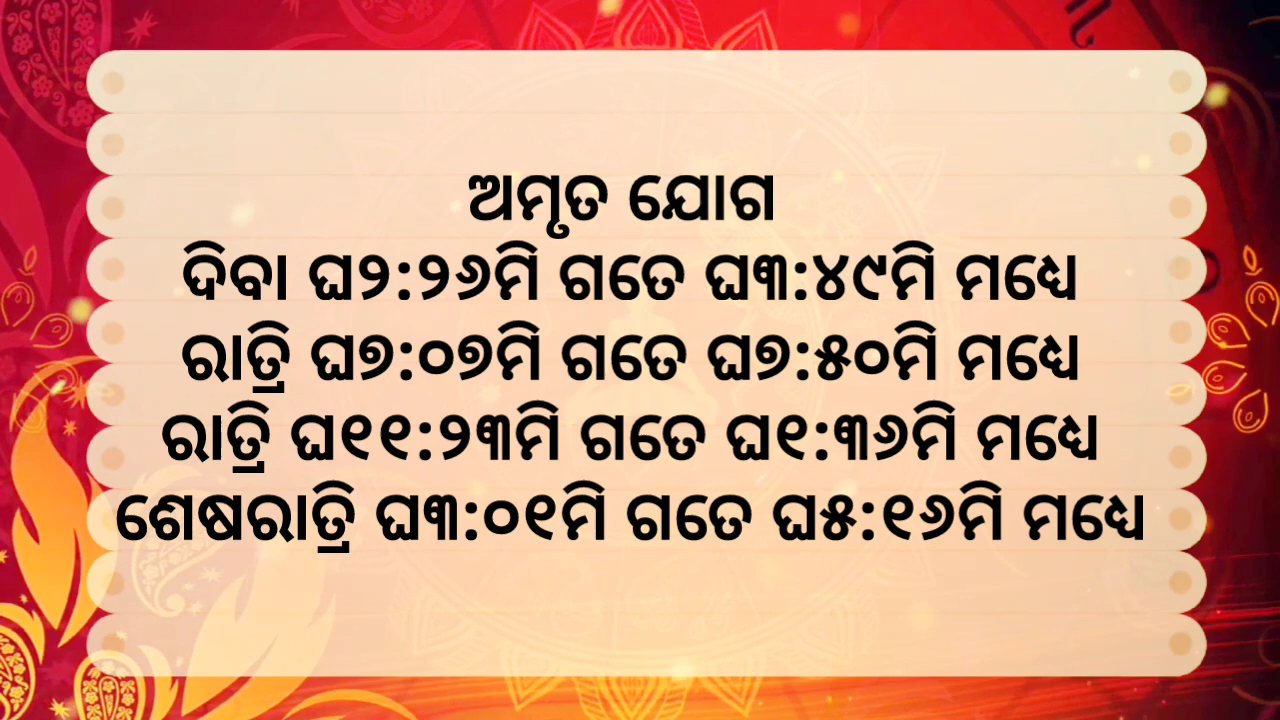 ଅମୃତ ଯୋଗ
ଦିବା ଘ୨:୨୬ମି ଗତେ ଘ୩:୪୯ମି ମଧ୍ୟେ
ରାତ୍ରି ଘ୭:୦୭ମି ଗତେ ଘ୭:୫୦ମି ମଧ୍ୟେ
ରାତ୍ରି ଘ୧୧:୨୩ମି ଗତେ ଘ୧:୩୬ମି ମଧ୍ୟେ
ଶେଷରାତ୍ରି ଘ୩:୦୧ମି ଗତେ ଘ୫:୧୬ମି ମଧ୍ୟେ